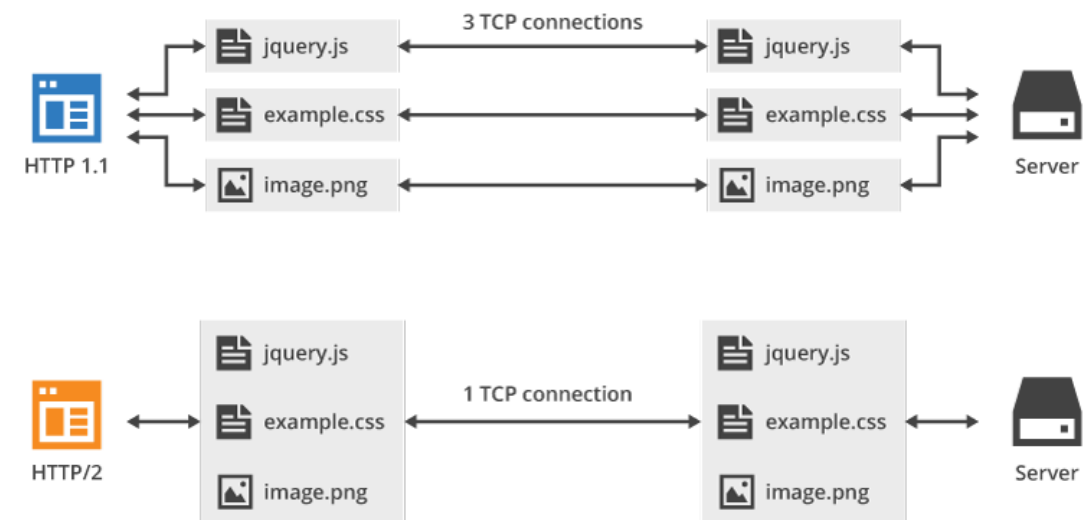 3 TCP connections
jquery.js
jquery.js
example.css
example.css
HTTP 1.1
Server
image.png
image.png
jquery.js
jquery.js
1 TCP connection
example.css
example.css
HTTP/2
Server
image.png
image.png